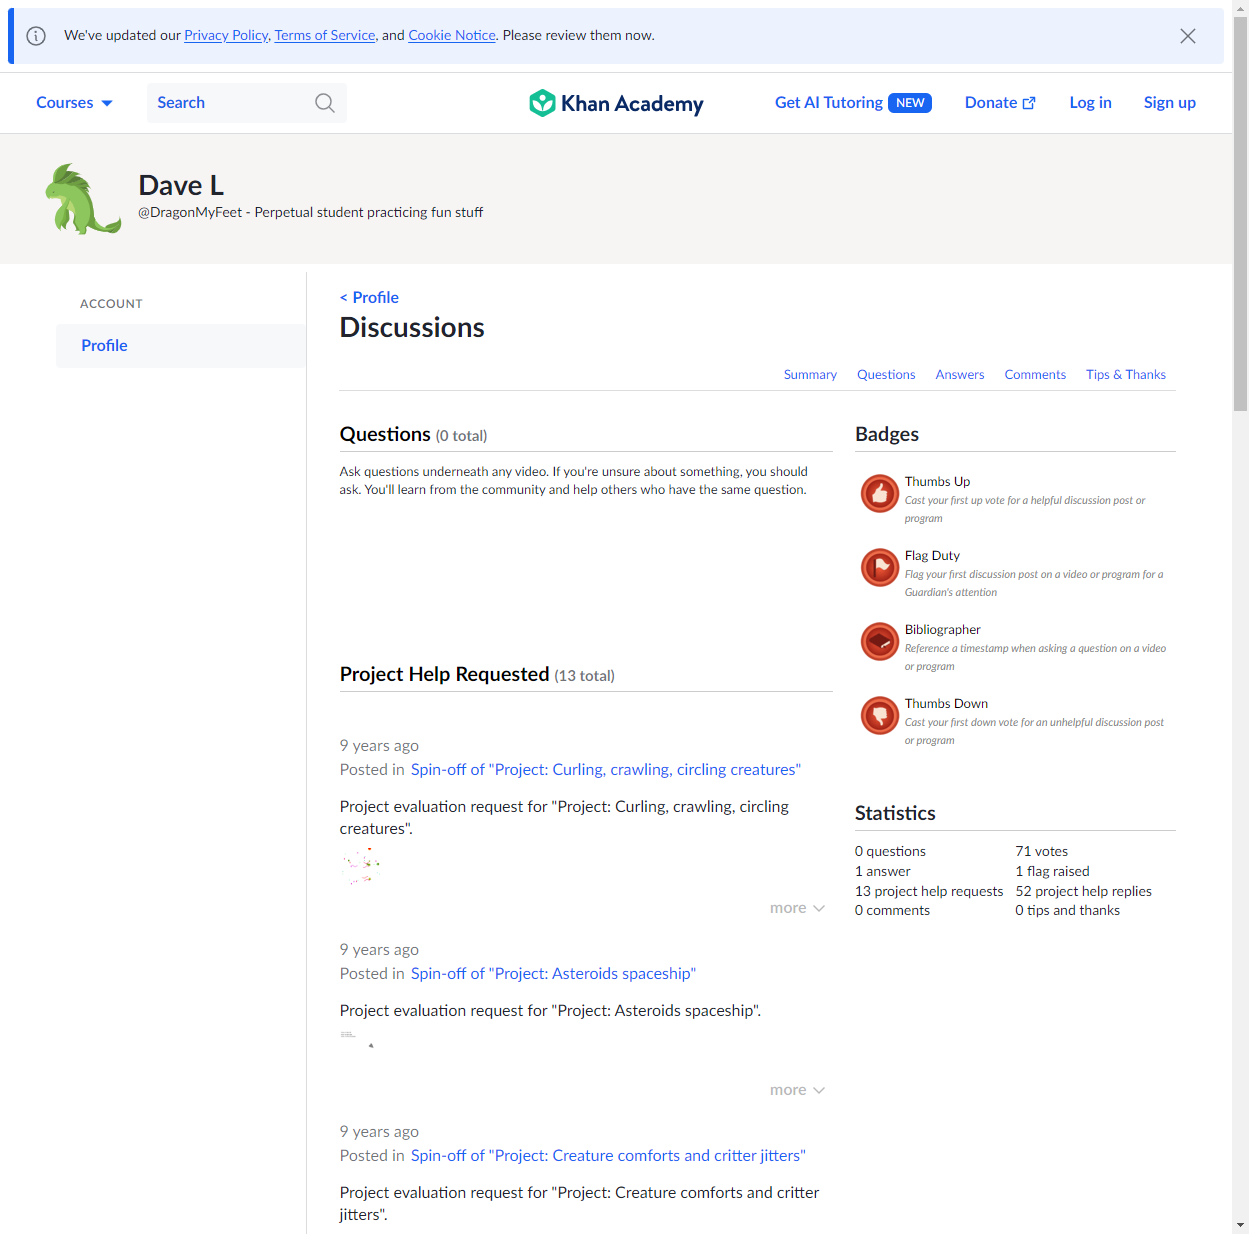 We've updated our Privacy Policy, Terms of Service, and Cookie Notice. Please review them now.
Courses
Search
Khan Academy
Get AI Tutoring NEW
Donate
Log in
Sign up
Dave L
@DragonMyFeet - Perpetual student practicing fun stuff
ACCOUNT
Profile
< Profile
Discussions
Summary Questions Answers Comments Tips & Thanks
Questions (0 total)
Ask questions underneath any video. If you're unsure about something, you should
ask. You'll learn from the community and help others who have the same question.
Project Help Requested (13 total)
9 years ago
Posted in Spin-off of "Project: Curling, crawling, circling creatures"
Project evaluation request for "Project: Curling, crawling, circling
creatures".
more
9 years ago
Posted in Spin-off of "Project: Asteroids spaceship"
Project evaluation request for "Project: Asteroids spaceship".
more
9 years ago
Posted in Spin-off of "Project: Creature comforts and critter jitters"
Project evaluation request for "Project: Creature comforts and critter
jitters".
Badges
Thumbs Up
Cast your first up vote for a helpful discussion post or
program
Flag Duty
Flag your first discussion post on a video or program for a
Guardian's attention
Bibliographer
Reference a timestamp when asking a question on a video
or program
Thumbs Down
Cast your first down vote for an unhelpful discussion post
or program
Statistics
0 questions 71 votes
1 answer 1 flag raised
13 project help requests 52 project help replies
0 comments 0 tips and thanks